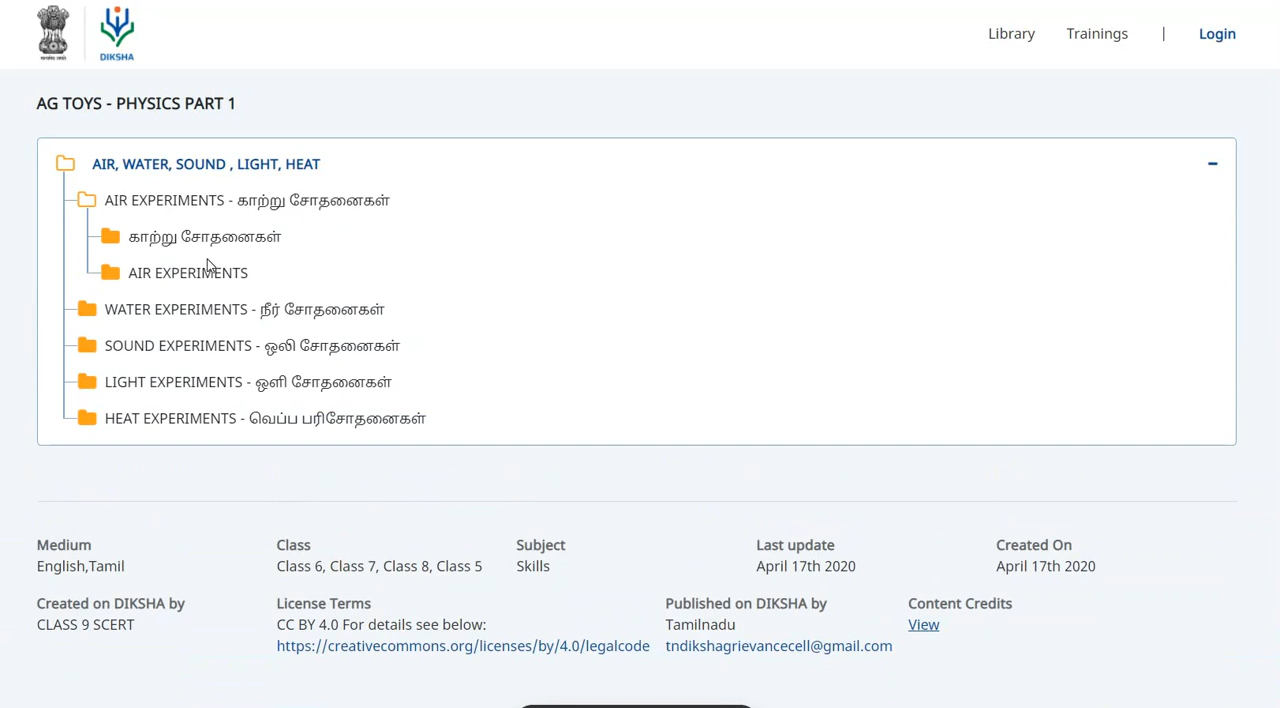 DIKSHA
Library Trainings | Login
AG TOYS - PHYSICS PART 1
AIR, WATER, SOUND , LIGHT, HEAT
AIR EXPERIMENTS - காற்று சோதனைகள்
காற்று சோதனைகள்
AIR EXPERIMENTS
WATER EXPERIMENTS - நீர் சோதனைகள்
SOUND EXPERIMENTS - ஒலி சோதனைகள்
LIGHT EXPERIMENTS - ஒளி சோதனைகள்
HEAT EXPERIMENTS - வெப்ப பரிசோதனைகள்
Medium Class Subject Last update Created On
English,Tamil Class 6, Class 7, Class 8, Class 5 Skills April 17th 2020 April 17th 2020
Created on DIKSHA by License Terms Published on DIKSHA by Content Credits
CLASS 9 SCERT CC BY 4.0 For details see below: Tamilnadu View
https://creativecommons.org/licenses/by/4.0/legalcode tndikshagrievancecell@gmail.com